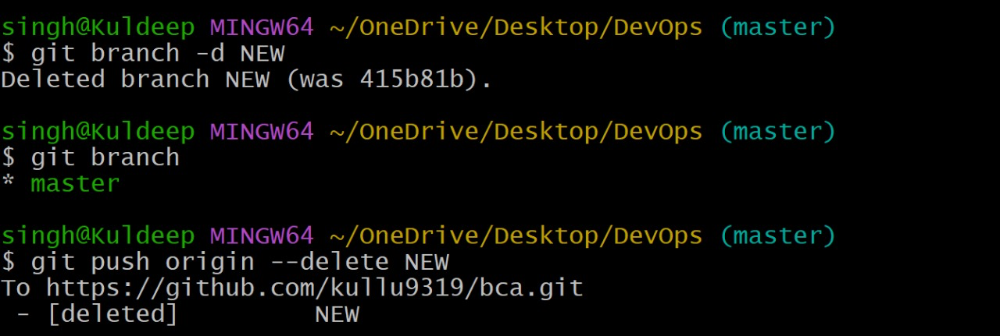 singh@Kuldeep MINGW64 ~/OneDrive/Desktop/DevOps (master)
$ git branch -d NEW
Deleted branch NEW (was 415b81b).
singh@Kuldeep MINGW64 ~/OneDrive/Desktop/DevOps (master)
$ git branch
* master
singh@Kuldeep MINGW64 ~/OneDrive/Desktop/DevOps (master)
$ git push origin --delete NEW
To https://github.com/kullu9319/bca.git
 - [deleted]         NEW